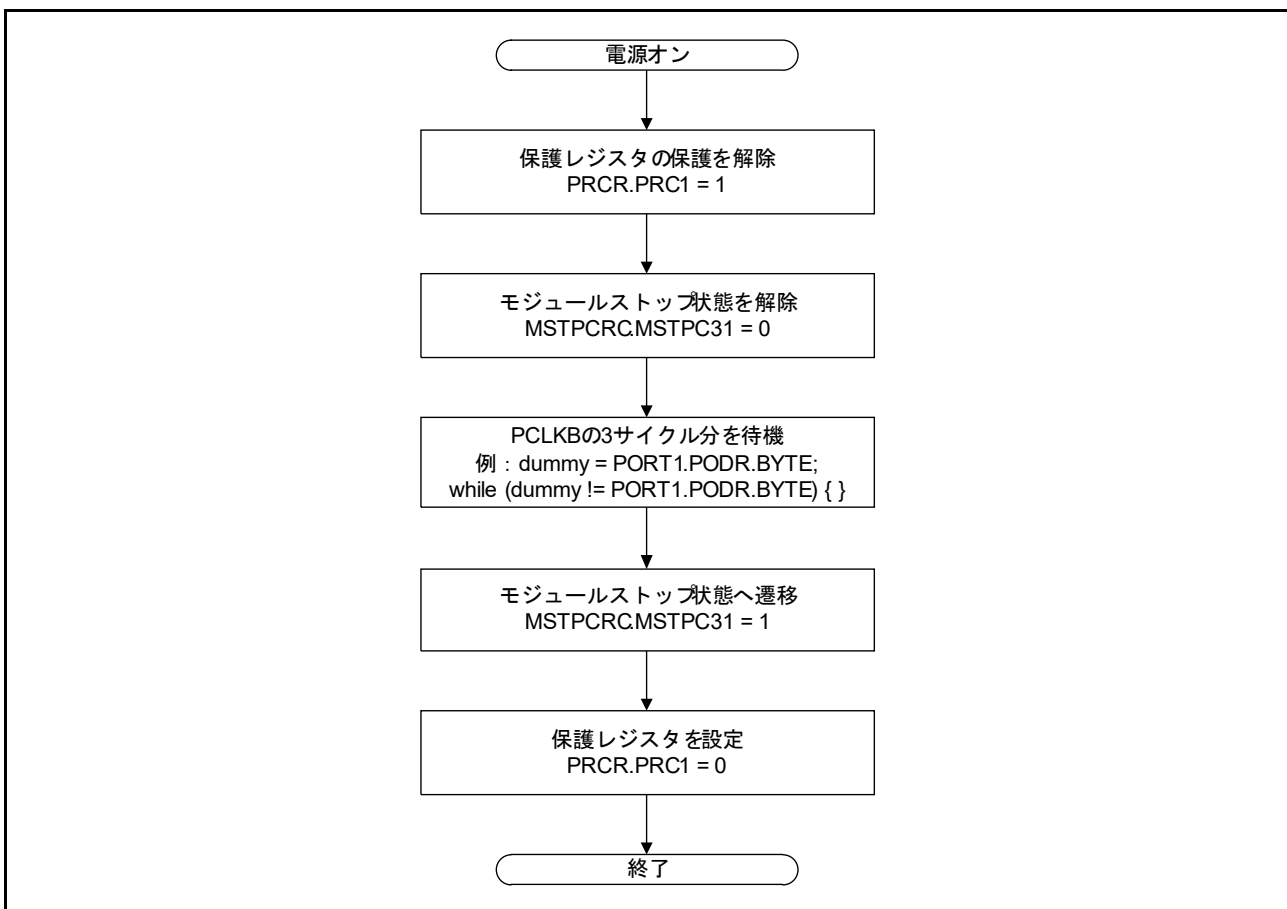 電源オン
保護レジスタの保護を解除
PRCR.PRC1 = 1
モジュールストップ状態を解除
MSTPCRC.MSTPC31 = 0
PCLKBの3サイクル分を待機
例：dummy = PORT1.PODR.BYTE;
while (dummy != PORT1.PODR.BYTE) { }
モジュールストップ状態へ遷移
MSTPCRC.MSTPC31 = 1
保護レジスタを設定
PRCR.PRC1 = 0
終了